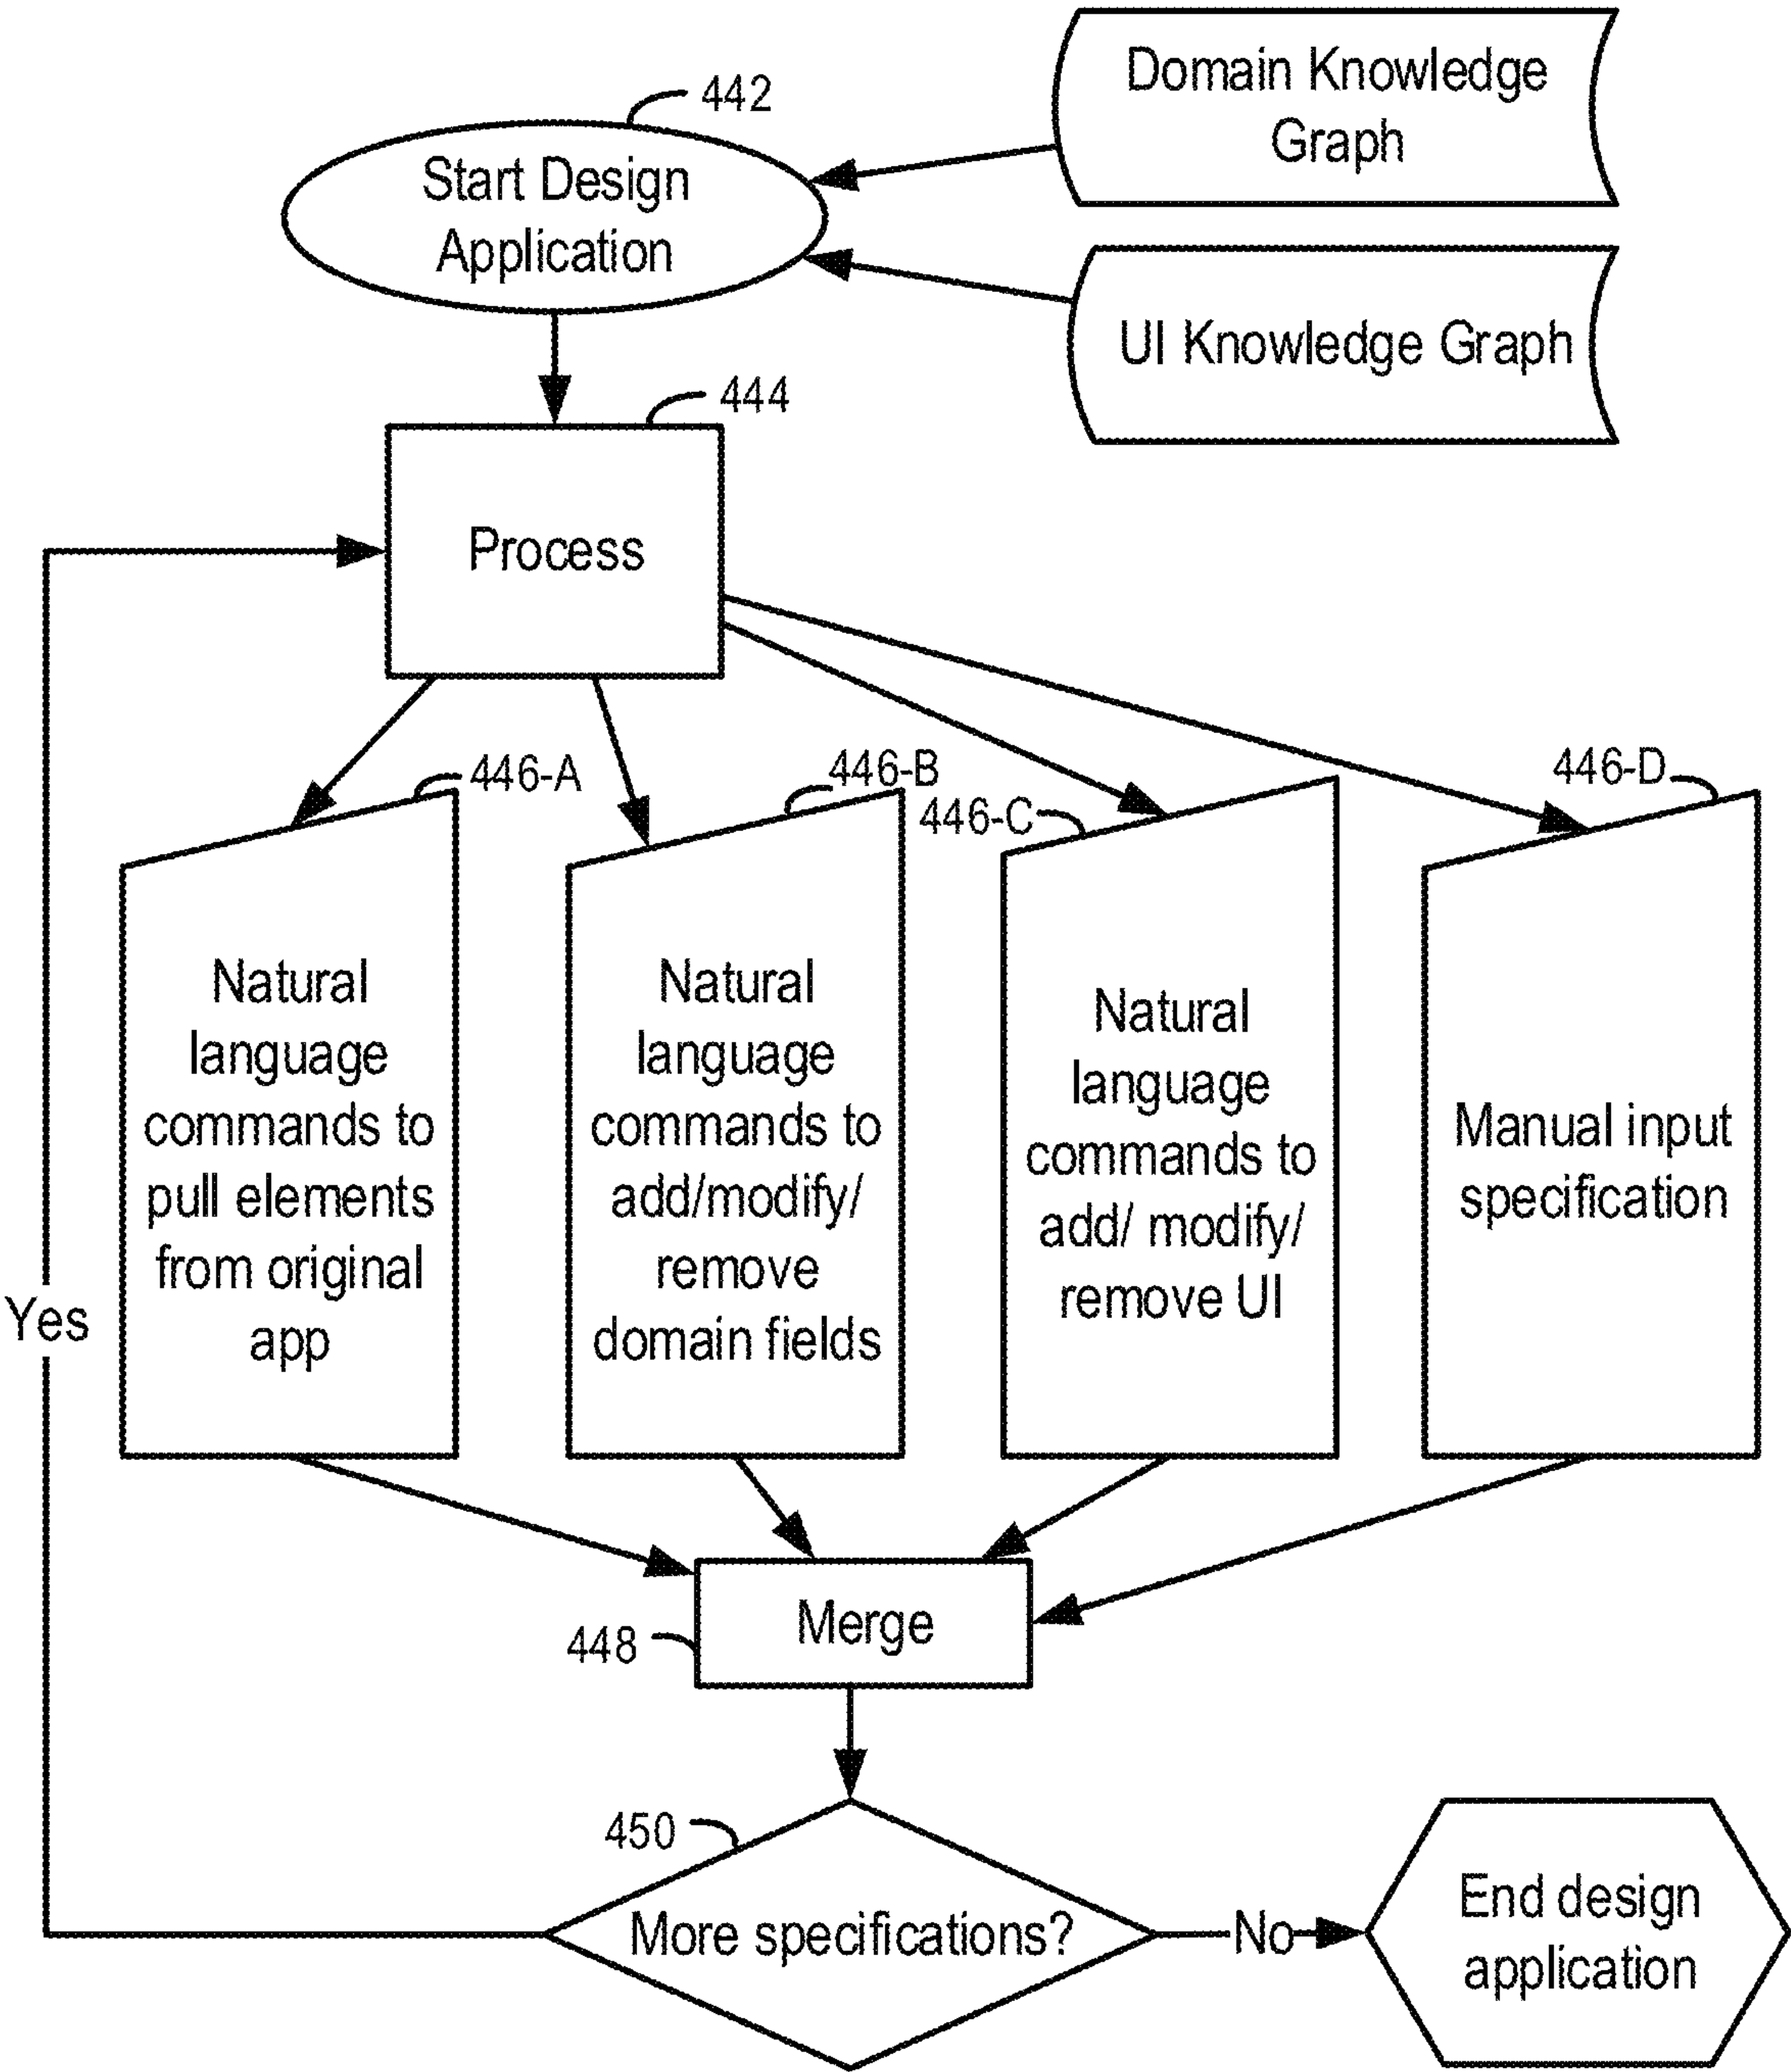 442
Domain Knowledge
Graph
Start Design
Application
UI Knowledge Graph
444
Process
446-A
446-B
446-C
446-D
Natural
language
commands to
pull elements
from original
app
Natural
language
commands to
add/modify/
remove
domain fields
Natural
language
commands to
add/ modify/
remove UI
Manual input
specification
Yes
Merge
448
450
More specifications?
No
End design
application